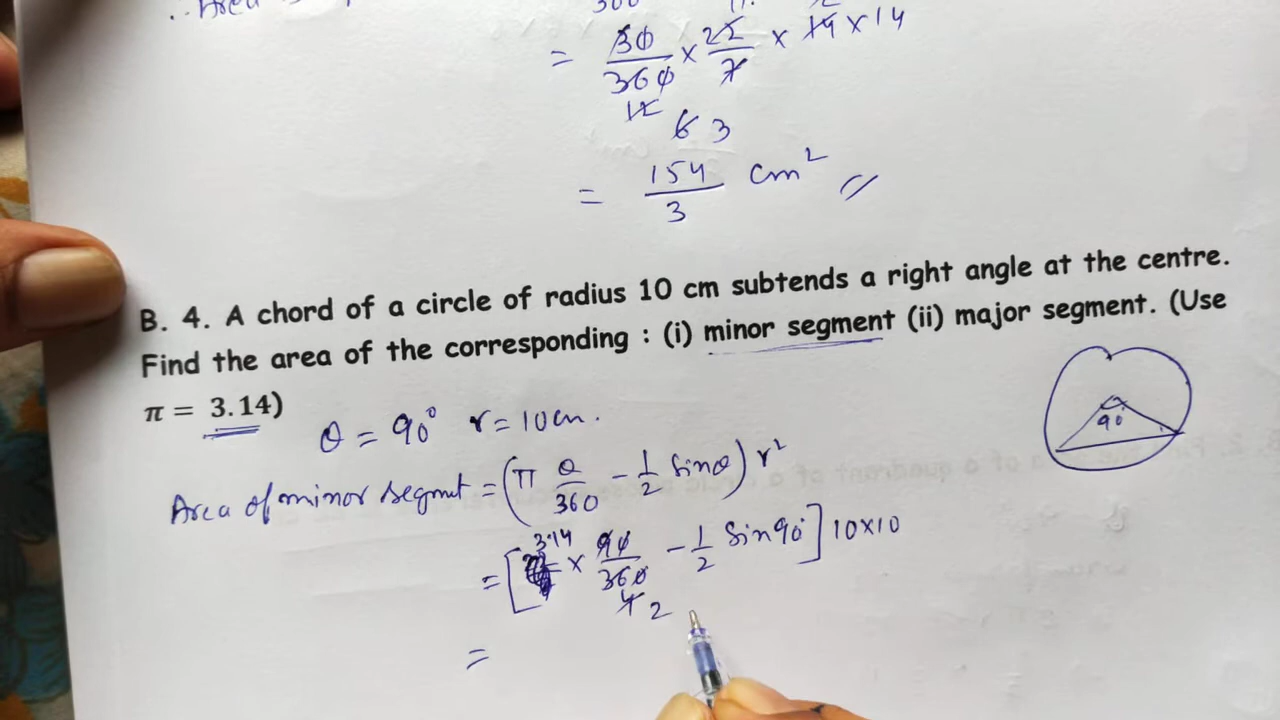 ∴ Area
360
= 30/360 × 22/7 × 14 × 14
12
6 3
= 154/3 cm² //
B. 4. A chord of a circle of radius 10 cm subtends a right angle at the centre.
Find the area of the corresponding : (i) minor segment (ii) major segment. (Use
π = 3.14)
θ = 90° r = 10cm.
90°
Area of minor segmnt = (π θ/360 - 1/2 sinθ) r²
= [3.14 × 90/360 - 1/2 sin90°] 10×10
4 2
=